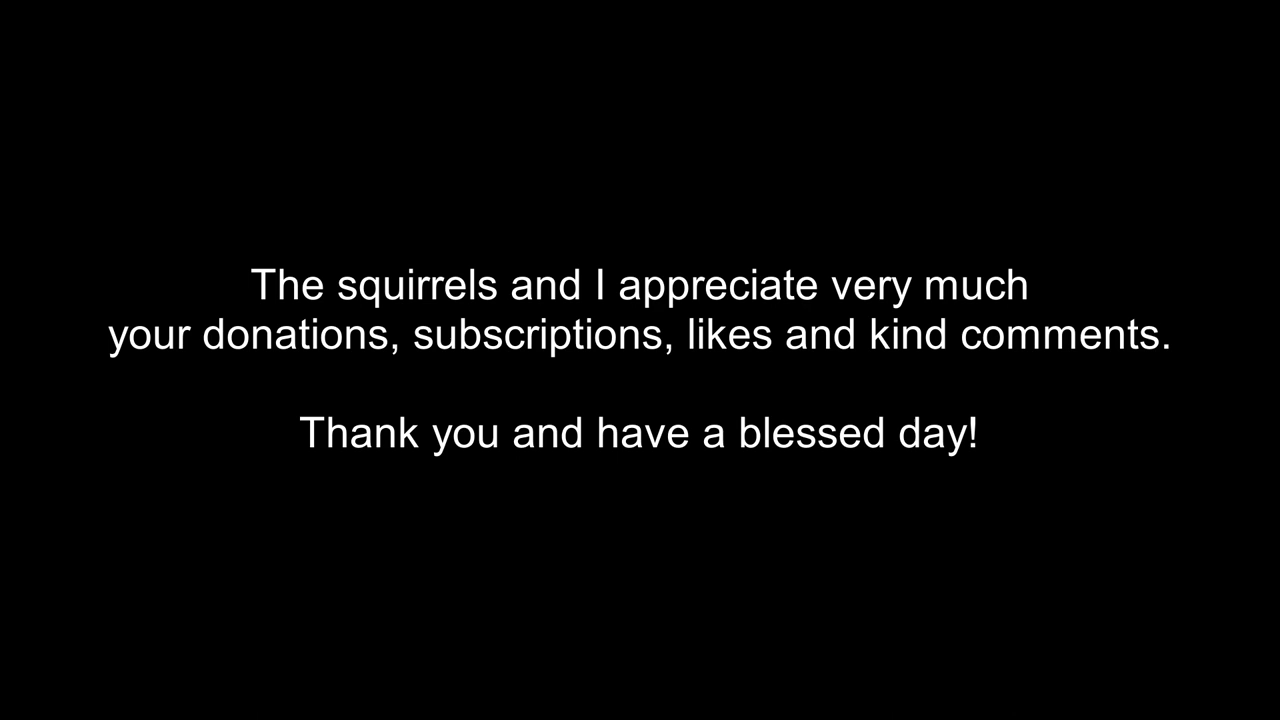 The squirrels and I appreciate very much
your donations, subscriptions, likes and kind comments.
Thank you and have a blessed day!